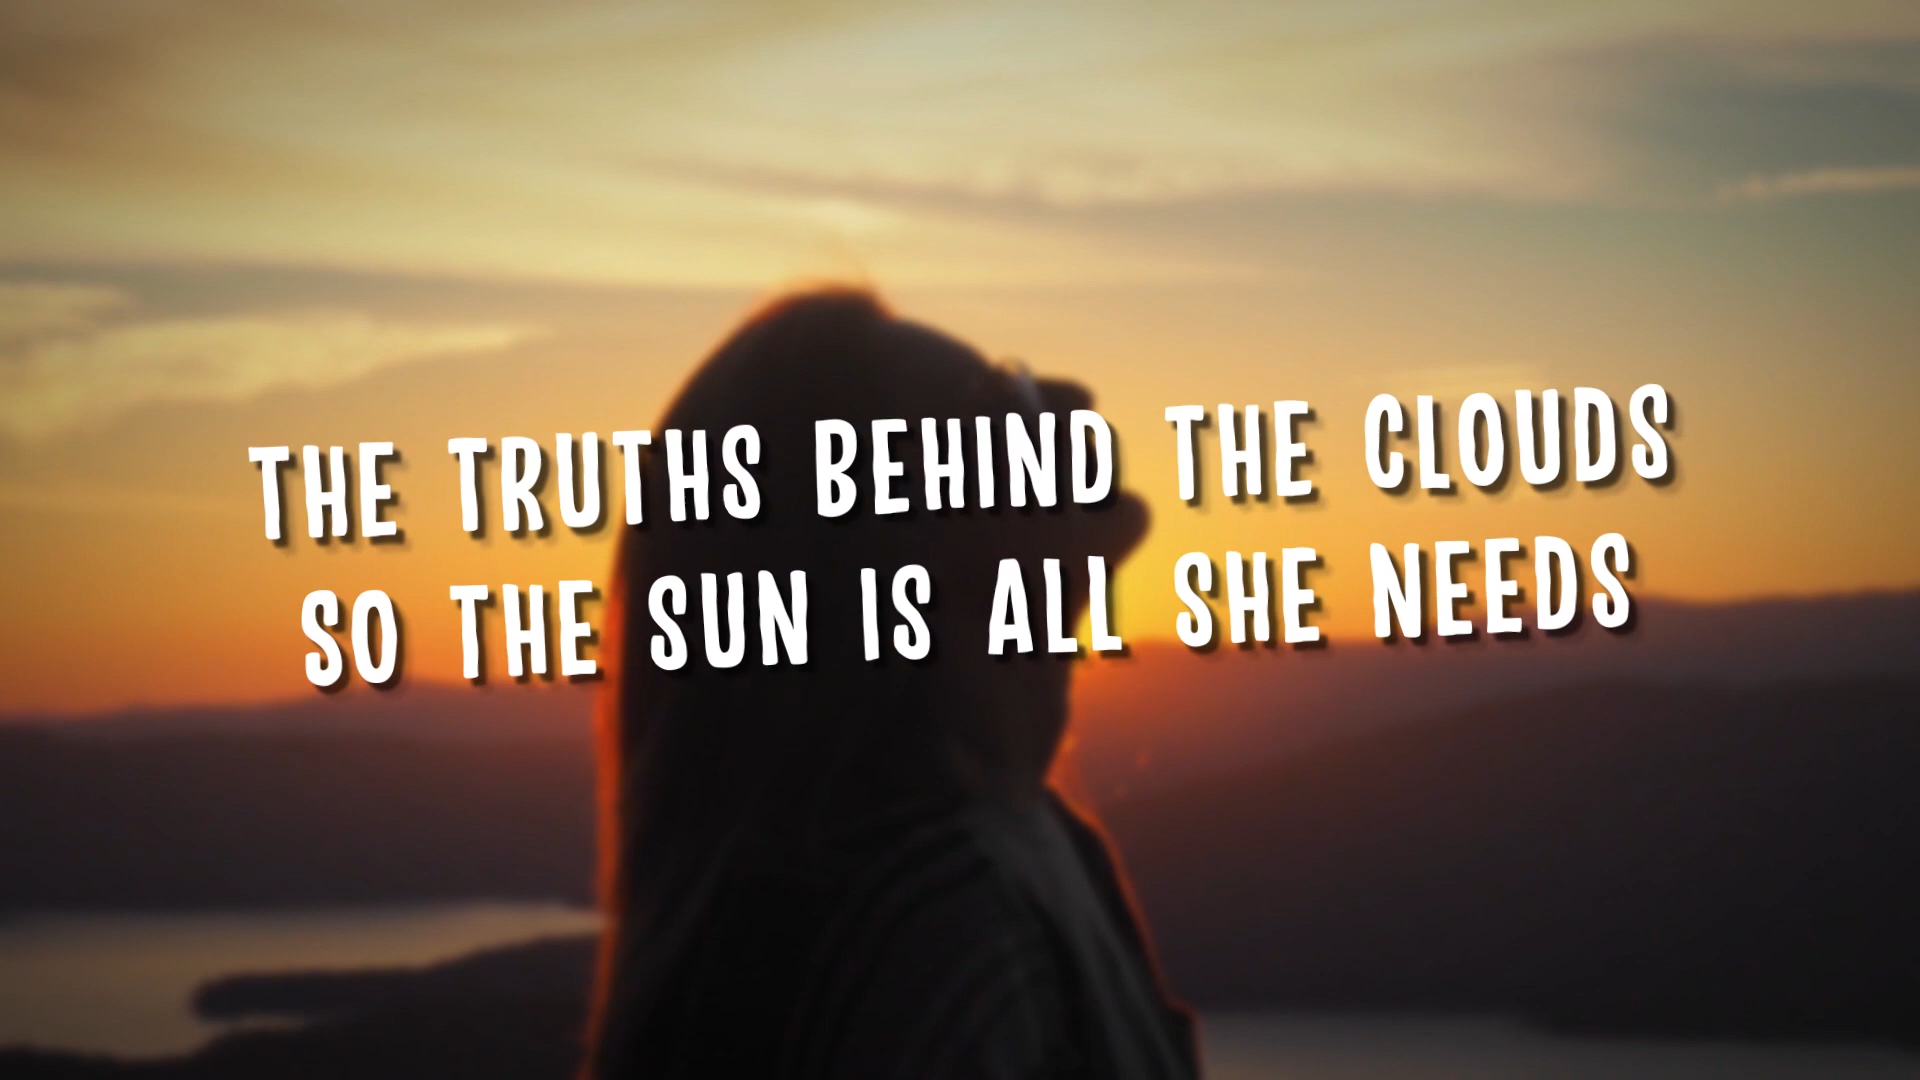 THE TRUTHS BEHIND THE CLOUDS
SO THE SUN IS ALL SHE NEEDS